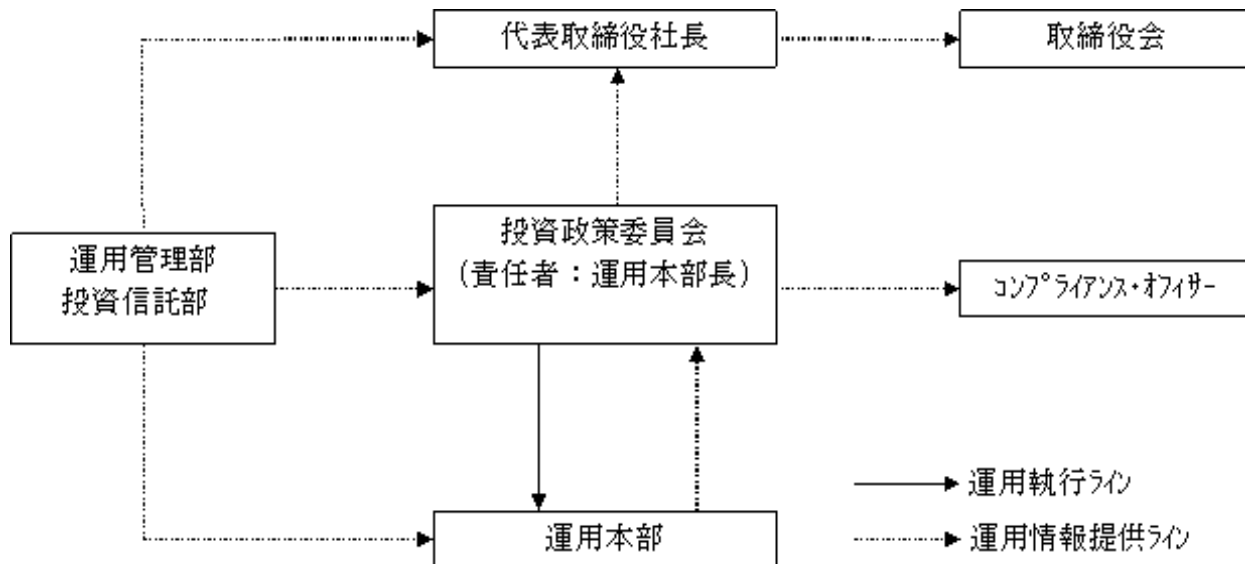 代表取締役社長
取締役会
投資政策委員会
(責任者：運用本部長)
運用管理部
投資信託部
ｺﾝﾌﾟﾗｲｱﾝｽ・ｵﾌｨｻｰ
運用執行ﾗｲﾝ
運用本部
運用情報提供ﾗｲﾝ